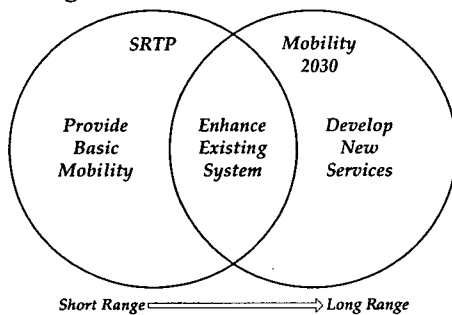 SRTP
Mobility
2030
Provide
Basic
Mobility
Enhance
Existing
System
Develop
New
Services
Short Range
Long Range